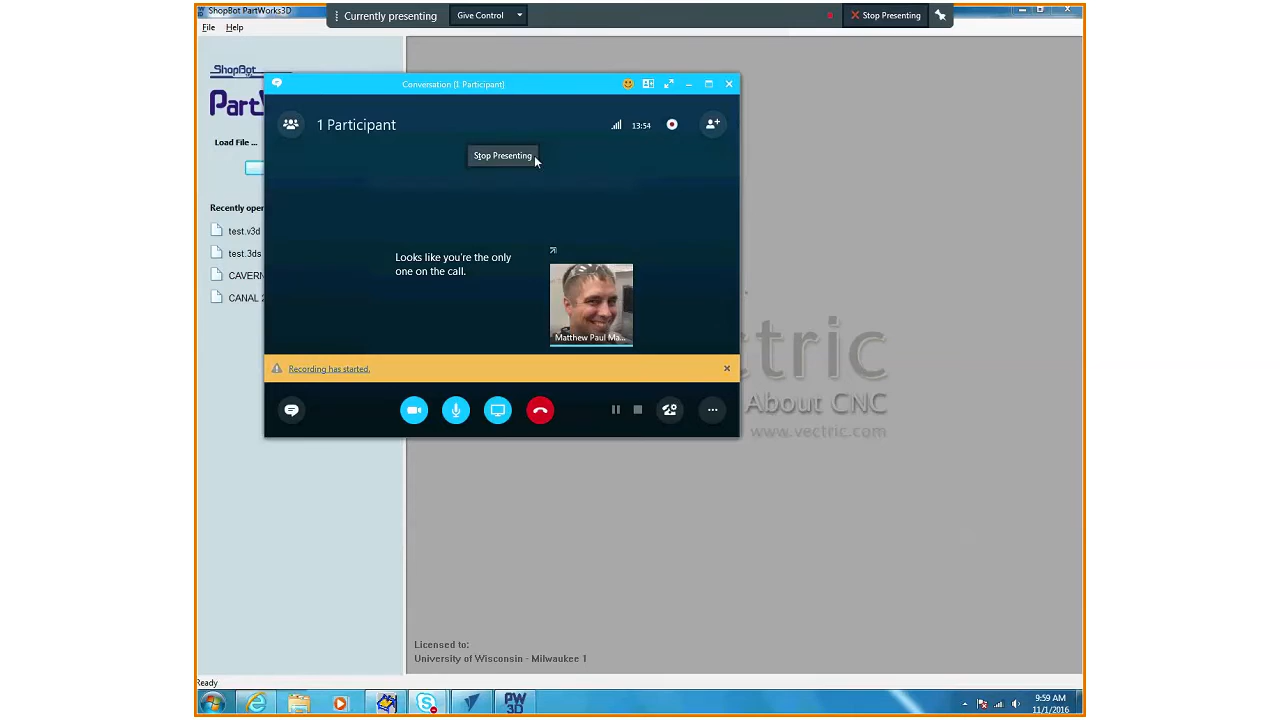 ShopBot PartWorks3D
Currently presenting
Give Control
Stop Presenting
File Help
ShopBot
Part
Conversation [1 Participant]
1 Participant
13:54
Stop Presenting
Load File ...
Recently oper
test.v3d
test.3ds
CAVERN
CANAL 2
Looks like you're the only
one on the call.
Matthew Paul Ma...
Recording has started.
ctric
About CNC
www.vectric.com
Licensed to:
University of Wisconsin - Milwaukee 1
Ready
PW
3D
9:59 AM
11/1/2016